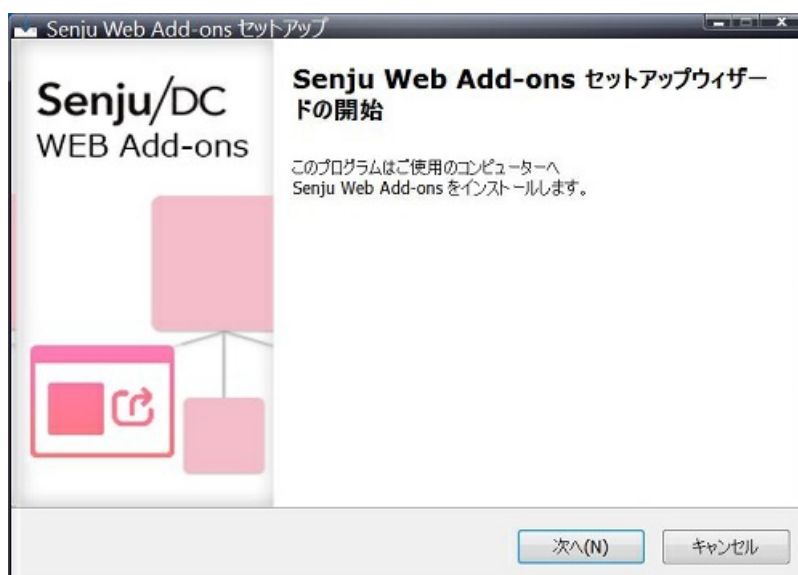 Senju Web Add-ons セットアップ
Senju/DC
WEB Add-ons
Senju Web Add-ons セットアップウィザー
ドの開始
このプログラムはご使用のコンピューターへ
Senju Web Add-ons をインストールします。
次へ(N)
キャンセル